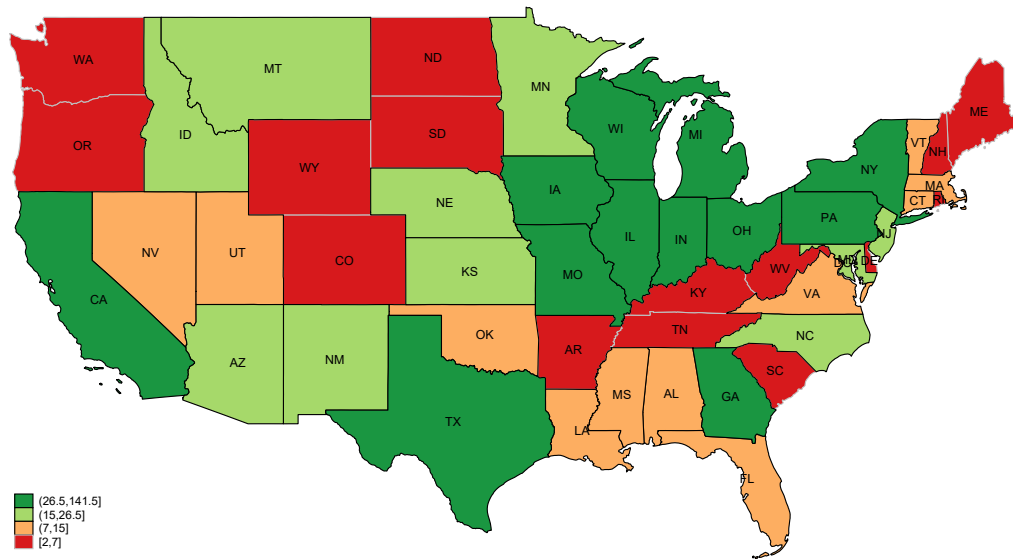 WA
MT
ND
MN
ME
OR
ID
SD
WI
MI
VT
NH
WY
NY
MA
NE
IA
CT
RI
PA
NV
UT
CO
KS
IL
IN
OH
NJ
MO
MD
DC
DE
WV
CA
KY
VA
OK
TN
NC
AZ
NM
AR
SC
MS
AL
GA
TX
LA
FL
(26.5,141.5]
(15,26.5]
(7,15]
[2,7]